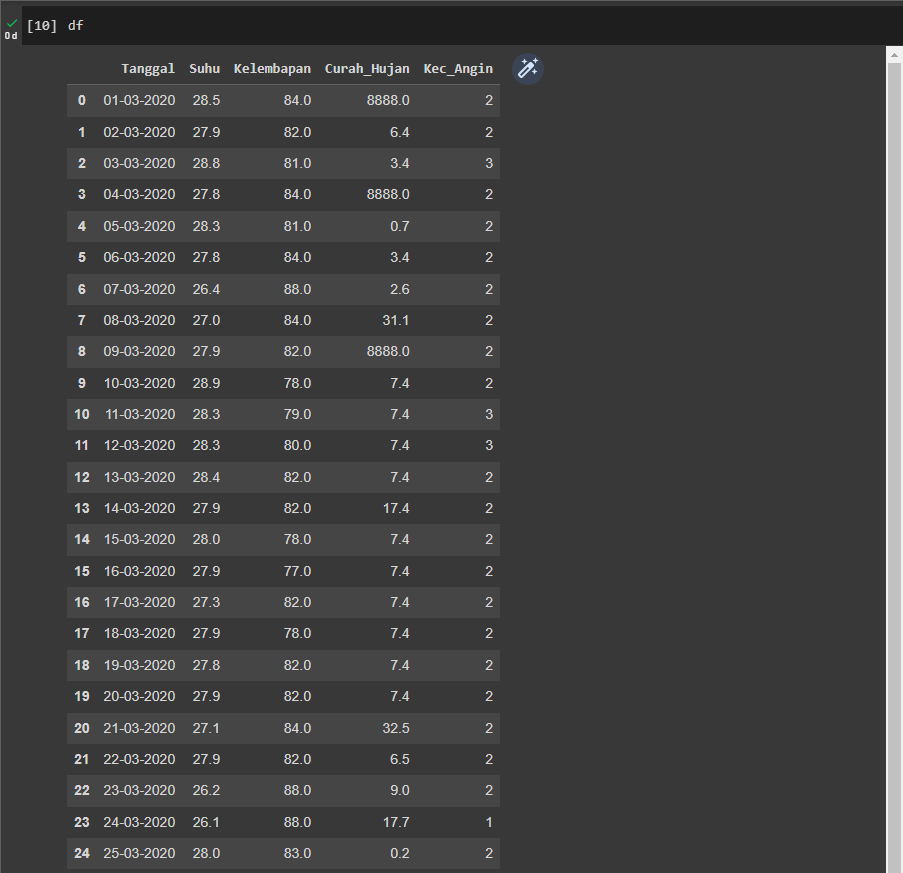 [10] df
0d
Tanggal Suhu Kelembapan Curah_Hujan Kec_Angin
0 01-03-2020 28.5 84.0 8888.0 2
1 02-03-2020 27.9 82.0 6.4 2
2 03-03-2020 28.8 81.0 3.4 3
3 04-03-2020 27.8 84.0 8888.0 2
4 05-03-2020 28.3 81.0 0.7 2
5 06-03-2020 27.8 84.0 3.4 2
6 07-03-2020 26.4 88.0 2.6 2
7 08-03-2020 27.0 84.0 31.1 2
8 09-03-2020 27.9 82.0 8888.0 2
9 10-03-2020 28.9 78.0 7.4 2
10 11-03-2020 28.3 79.0 7.4 3
11 12-03-2020 28.3 80.0 7.4 3
12 13-03-2020 28.4 82.0 7.4 2
13 14-03-2020 27.9 82.0 17.4 2
14 15-03-2020 28.0 78.0 7.4 2
15 16-03-2020 27.9 77.0 7.4 2
16 17-03-2020 27.3 82.0 7.4 2
17 18-03-2020 27.9 78.0 7.4 2
18 19-03-2020 27.8 82.0 7.4 2
19 20-03-2020 27.9 82.0 7.4 2
20 21-03-2020 27.1 84.0 32.5 2
21 22-03-2020 27.9 82.0 6.5 2
22 23-03-2020 26.2 88.0 9.0 2
23 24-03-2020 26.1 88.0 17.7 1
24 25-03-2020 28.0 83.0 0.2 2